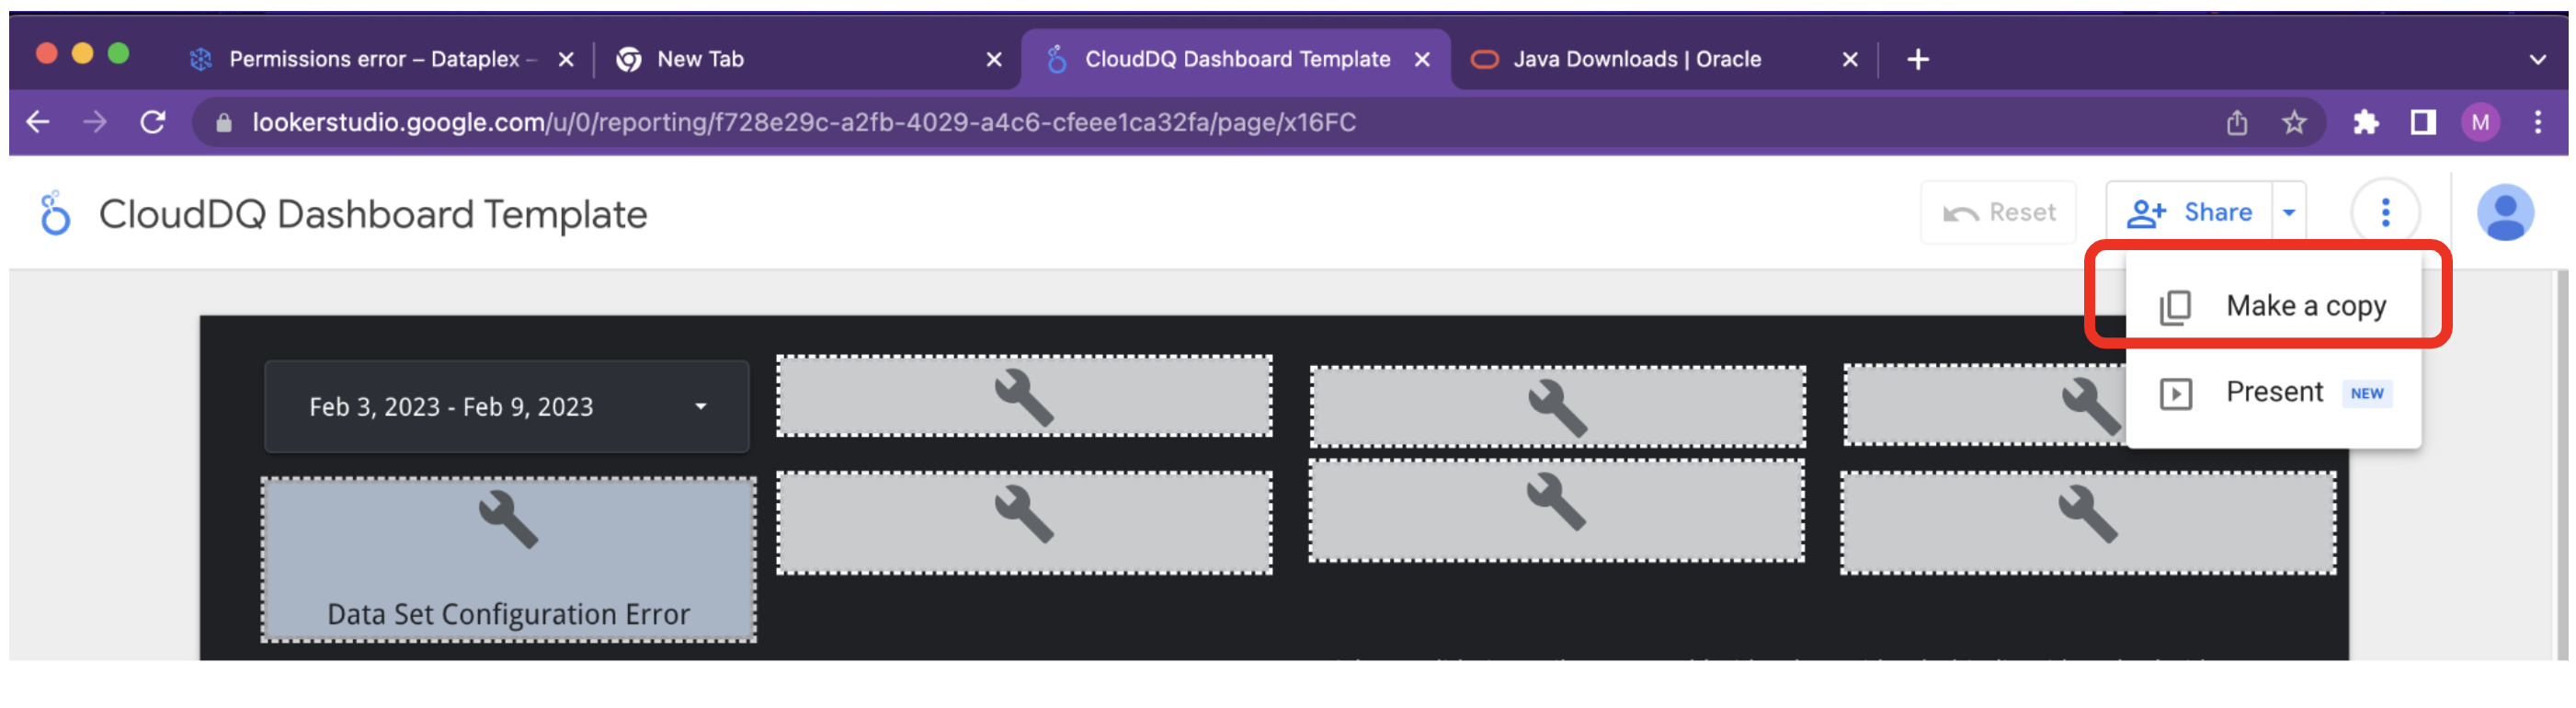 Permissions error – Dataplex –
New Tab
CloudDQ Dashboard Template
Java Downloads | Oracle
lookerstudio.google.com/u/0/reporting/f728e29c-a2fb-4029-a4c6-cfeee1ca32fa/page/x16FC
M
CloudDQ Dashboard Template
Reset
Share
Make a copy
Present NEW
Feb 3, 2023 - Feb 9, 2023
Data Set Configuration Error